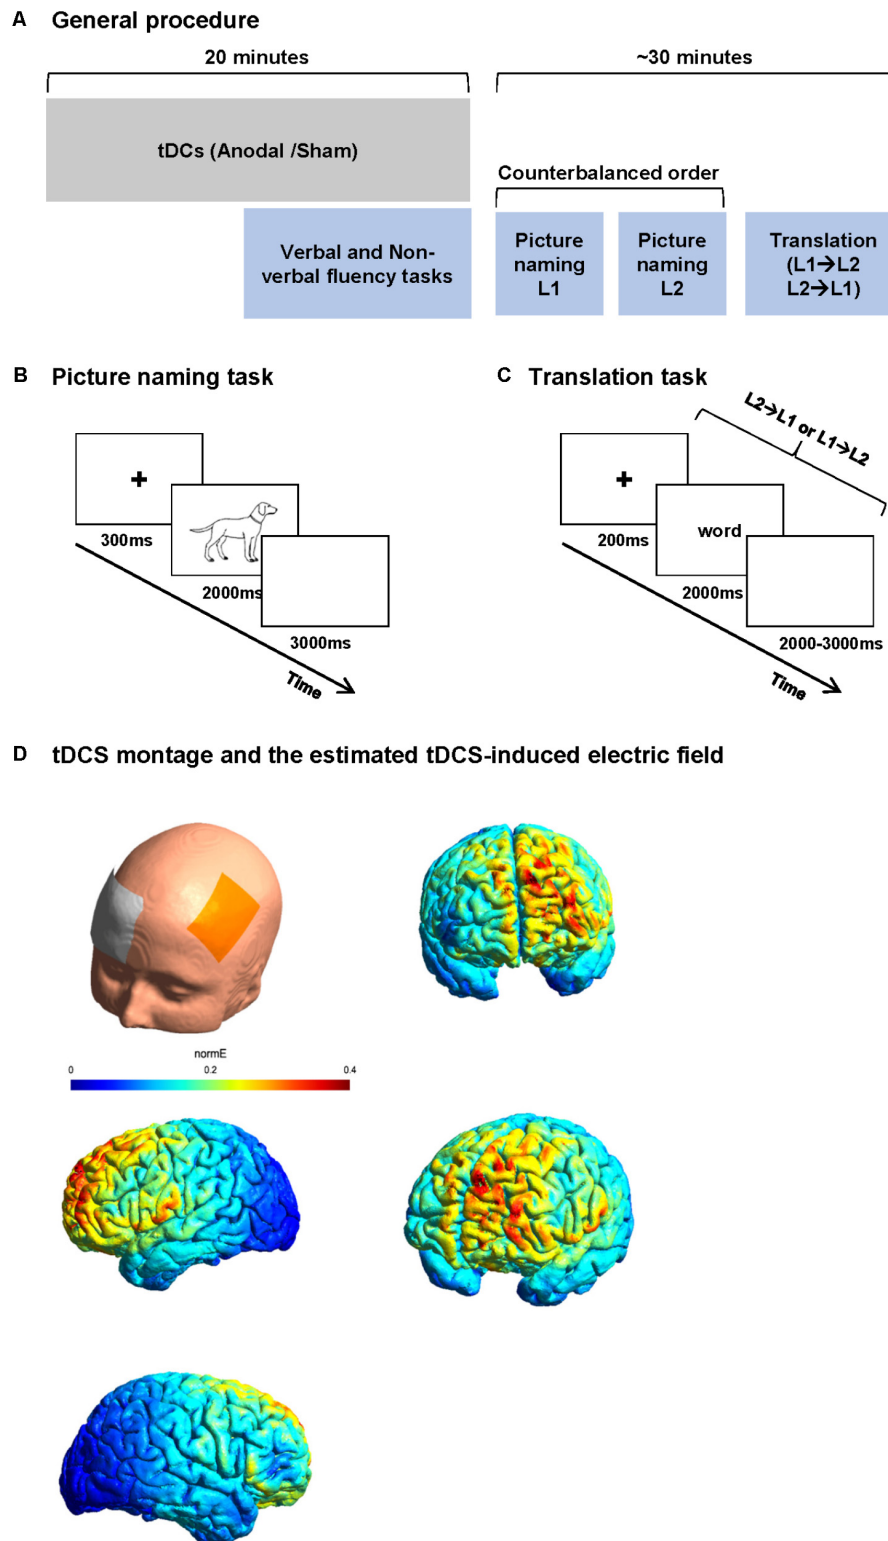 A General procedure
20 minutes
~30 minutes
tDCs (Anodal /Sham)
Counterbalanced order
Verbal and Non-
verbal fluency tasks
Picture
naming
L1
Picture
naming
L2
Translation
(L1→L2
L2→L1)
B Picture naming task
300ms
2000ms
3000ms
Time
C Translation task
L2→L1 or L1→L2
200ms
word
2000ms
2000-3000ms
Time
D tDCS montage and the estimated tDCS-induced electric field
normE
0 0.2 0.4